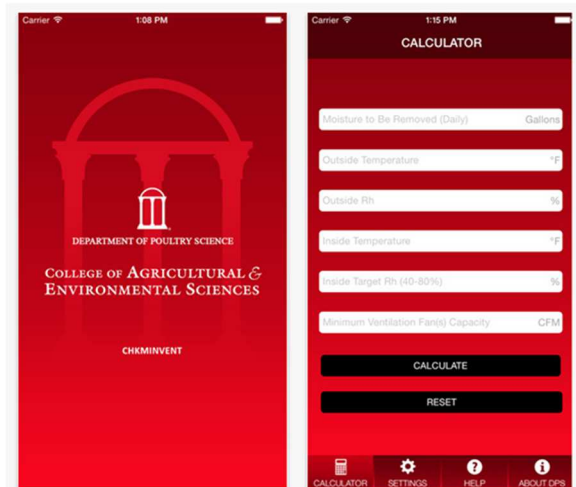 Carrier 1:08 PM
DEPARTMENT OF POULTRY SCIENCE
COLLEGE OF AGRICULTURAL &
ENVIRONMENTAL SCIENCES
CHKMINVENT
Carrier 1:15 PM
CALCULATOR
Moisture to Be Removed (Daily) Gallons
Outside Temperature °F
Outside Rh %
Inside Temperature °F
Inside Target Rh (40-80%) %
Minimum Ventilation Fan(s) Capacity CFM
CALCULATE
RESET
CALCULATOR SETTINGS HELP ABOUT DPS